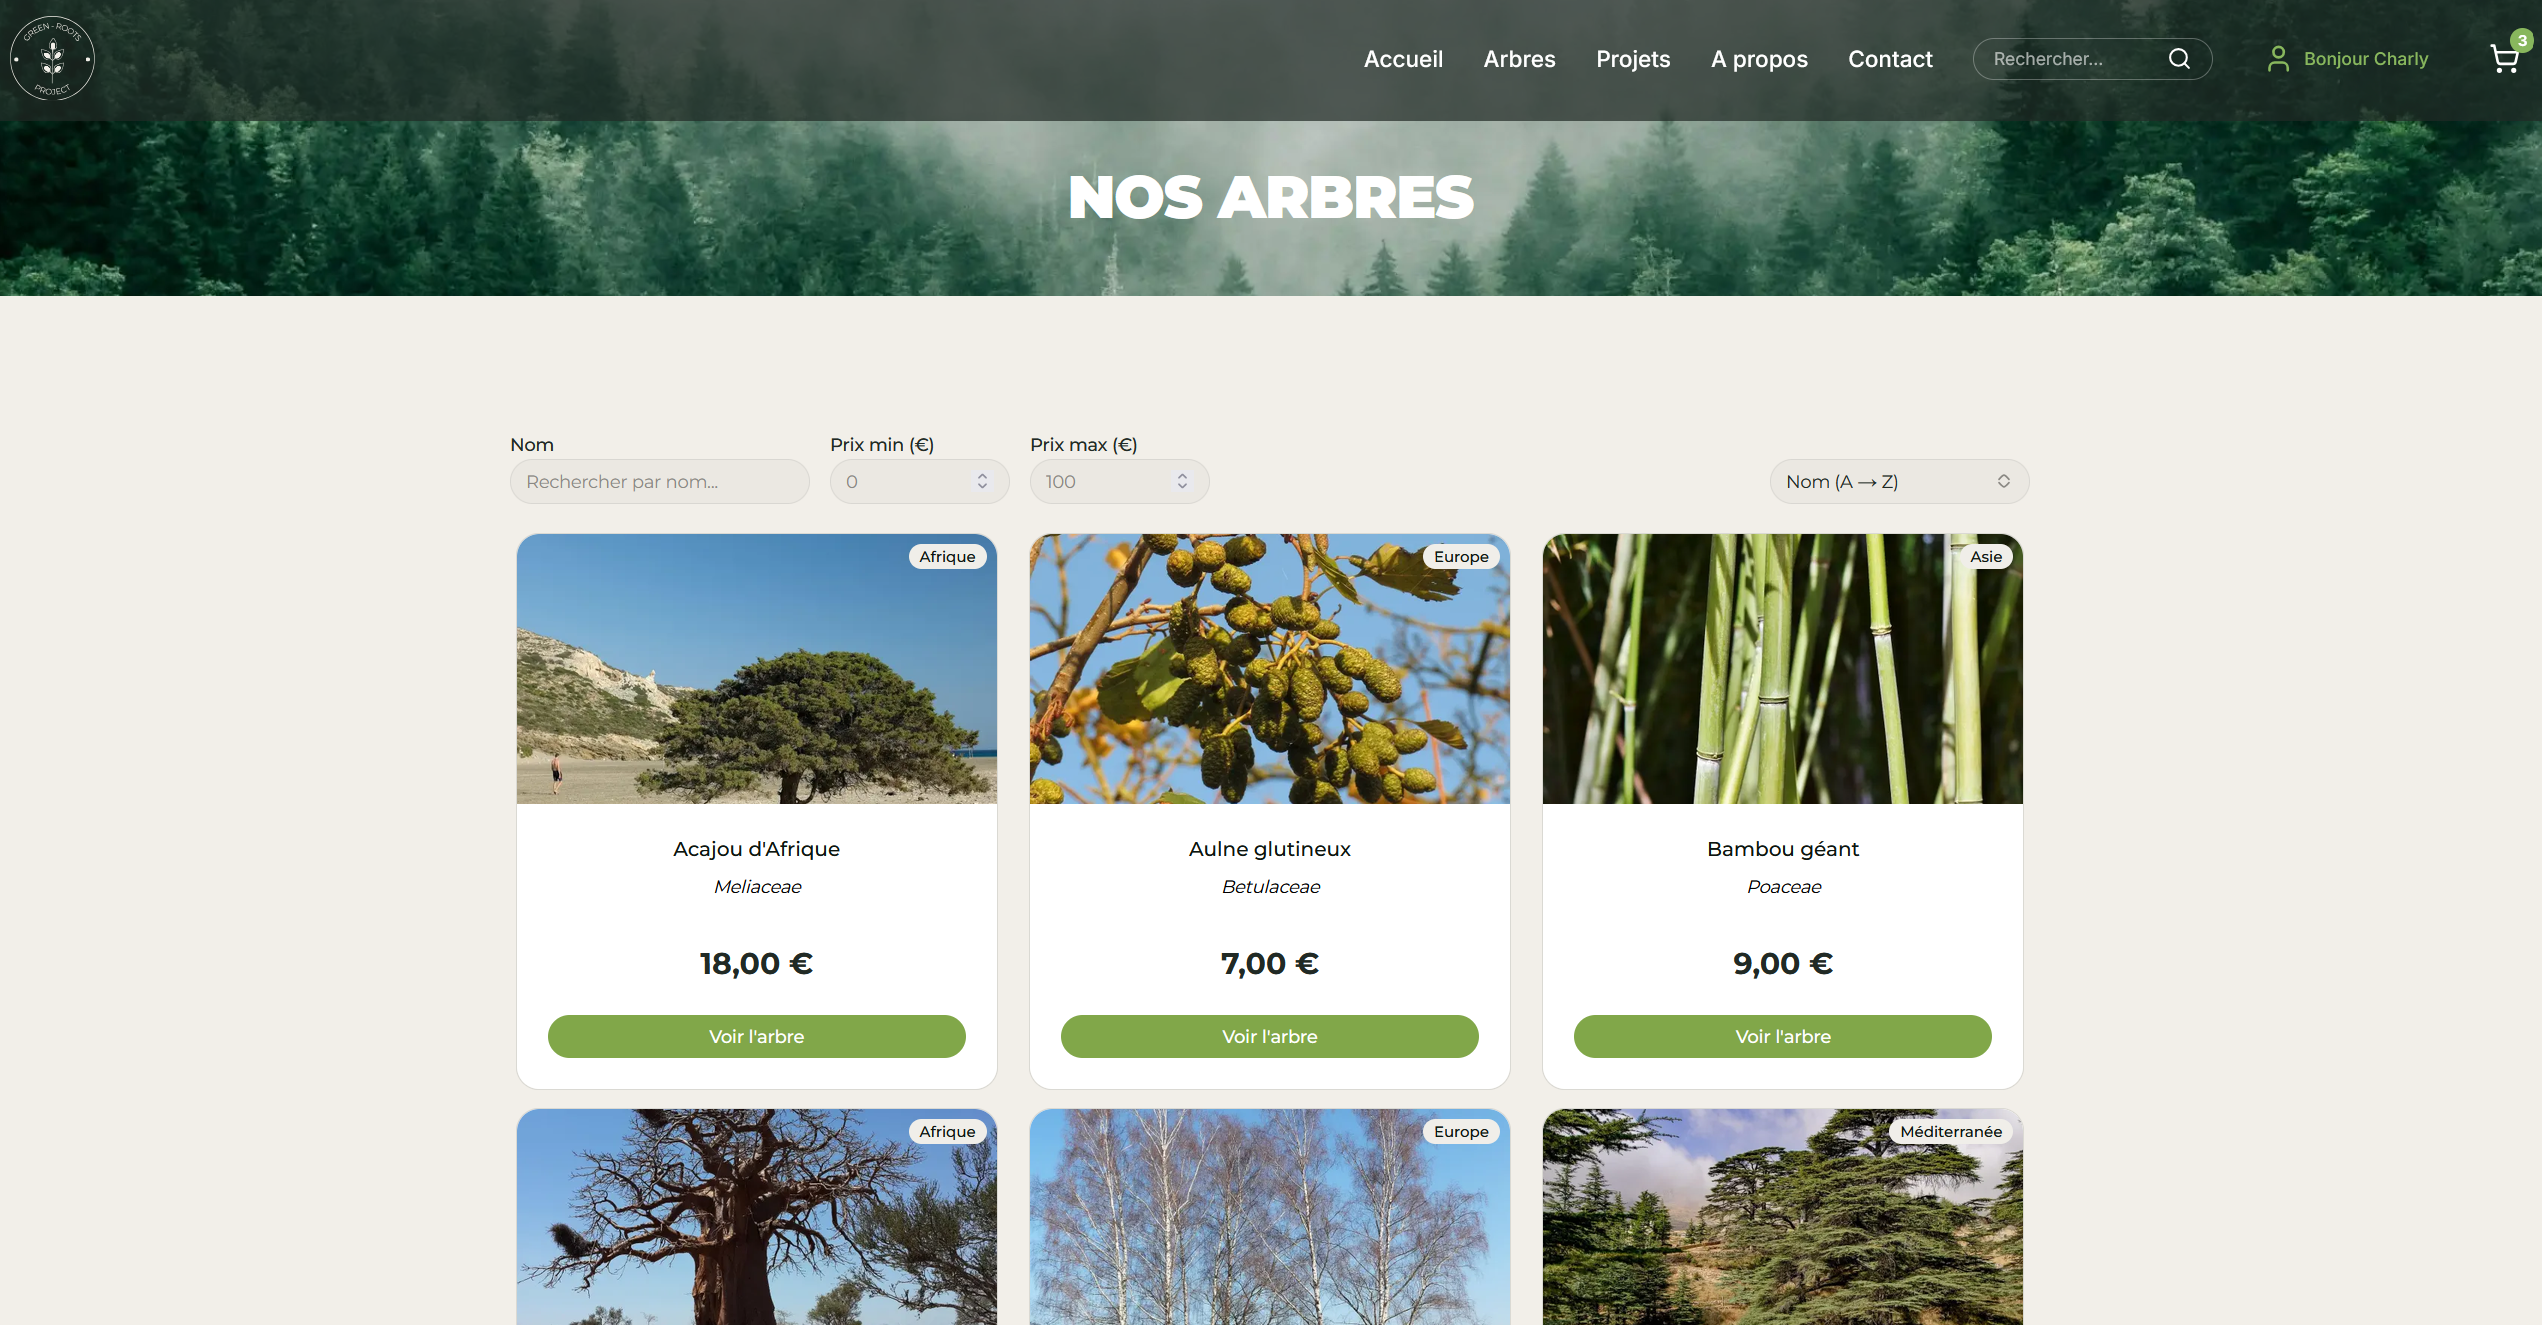 GREEN - ROOTS
PROJECT
Accueil
Arbres
Projets
A propos
Contact
Rechercher...
Bonjour Charly
3
NOS ARBRES
Nom
Prix min (€)
Prix max (€)
Rechercher par nom...
0
100
Nom (A → Z)
Afrique
Europe
Asie
Acajou d'Afrique
Aulne glutineux
Bambou géant
Meliaceae
Betulaceae
Poaceae
18,00 €
7,00 €
9,00 €
Voir l'arbre
Voir l'arbre
Voir l'arbre
Afrique
Europe
Méditerranée